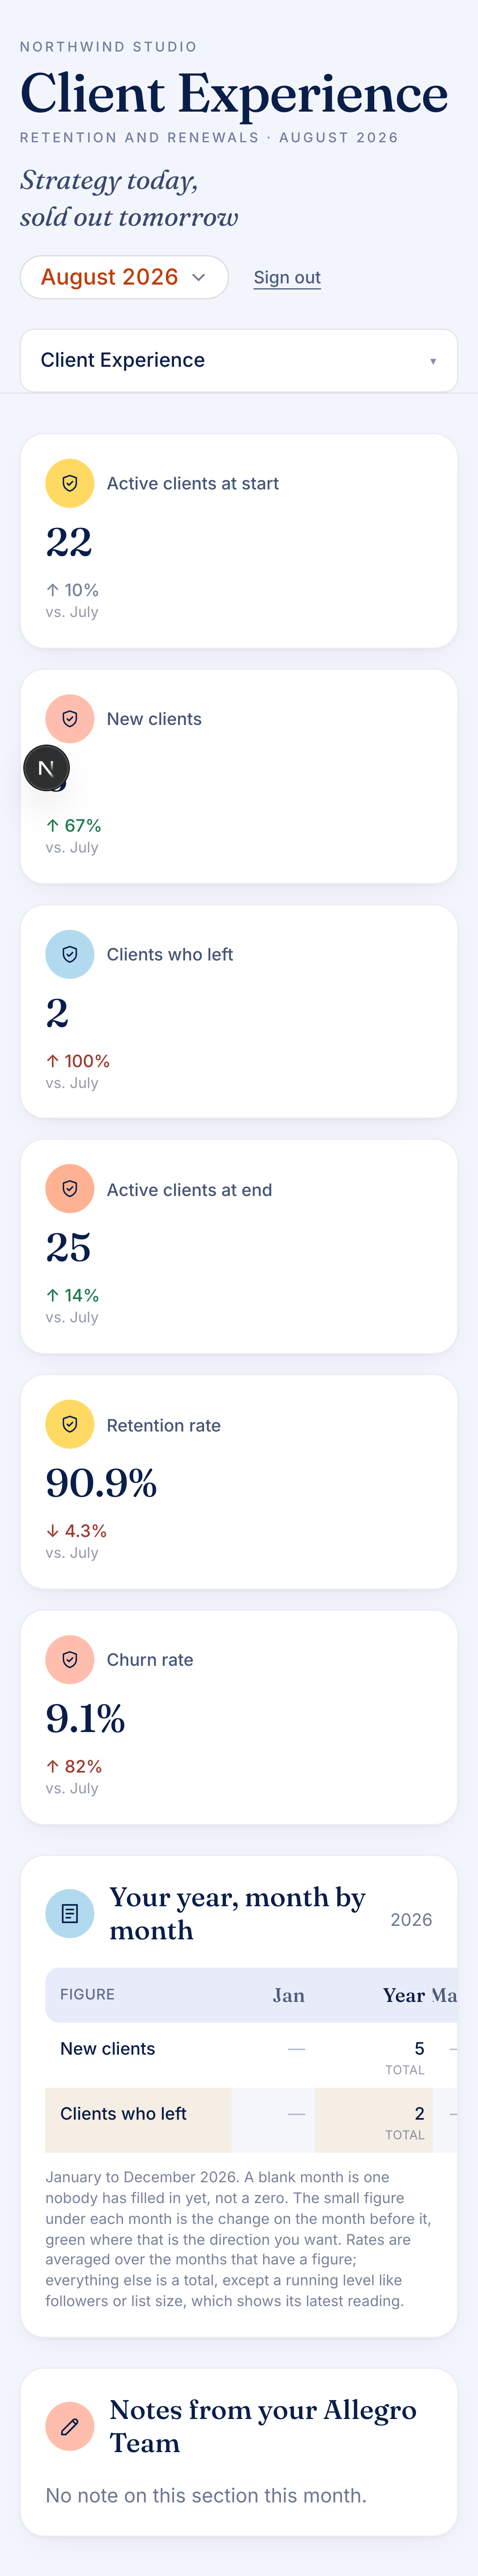 NORTHWIND STUDIO
Client Experience
RETENTION AND RENEWALS · AUGUST 2026
Strategy today,
sold out tomorrow
August 2026
Sign out
Client Experience
Active clients at start
22
↑ 10%
vs. July
New clients
N
↑ 67%
vs. July
Clients who left
2
↑ 100%
vs. July
Active clients at end
25
↑ 14%
vs. July
Retention rate
90.9%
↓ 4.3%
vs. July
Churn rate
9.1%
↑ 82%
vs. July
Your year, month by
month
2026
FIGURE Jan Year
New clients — 5
TOTAL
Clients who left — 2
TOTAL
January to December 2026. A blank month is one
nobody has filled in yet, not a zero. The small figure
under each month is the change on the month before it,
green where that is the direction you want. Rates are
averaged over the months that have a figure;
everything else is a total, except a running level like
followers or list size, which shows its latest reading.
Notes from your Allegro
Team
No note on this section this month.